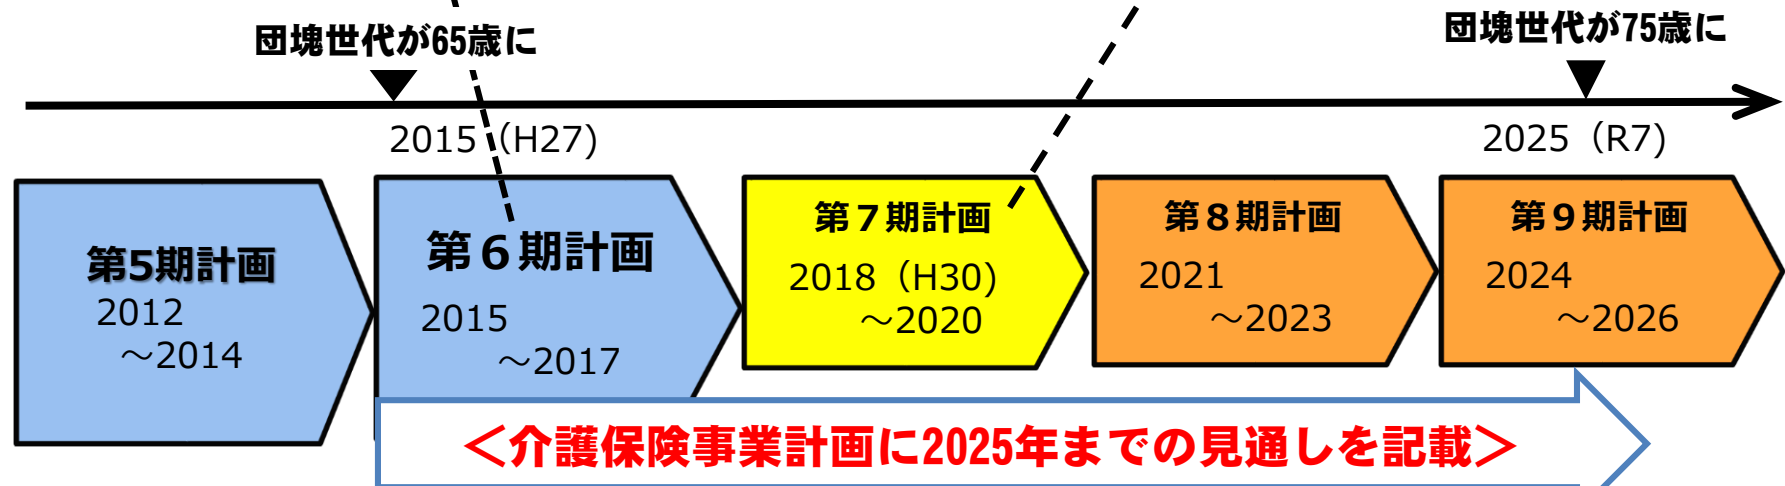 団塊世代が65歳に
団塊世代が75歳に
2015（H27)
2025（R7)
第5期計画
2012
～2014
第６期計画
2015
～2017
第７期計画
2018（H30)
～2020
第８期計画
2021
～2023
第９期計画
2024
～2026
＜介護保険事業計画に2025年までの見通しを記載＞